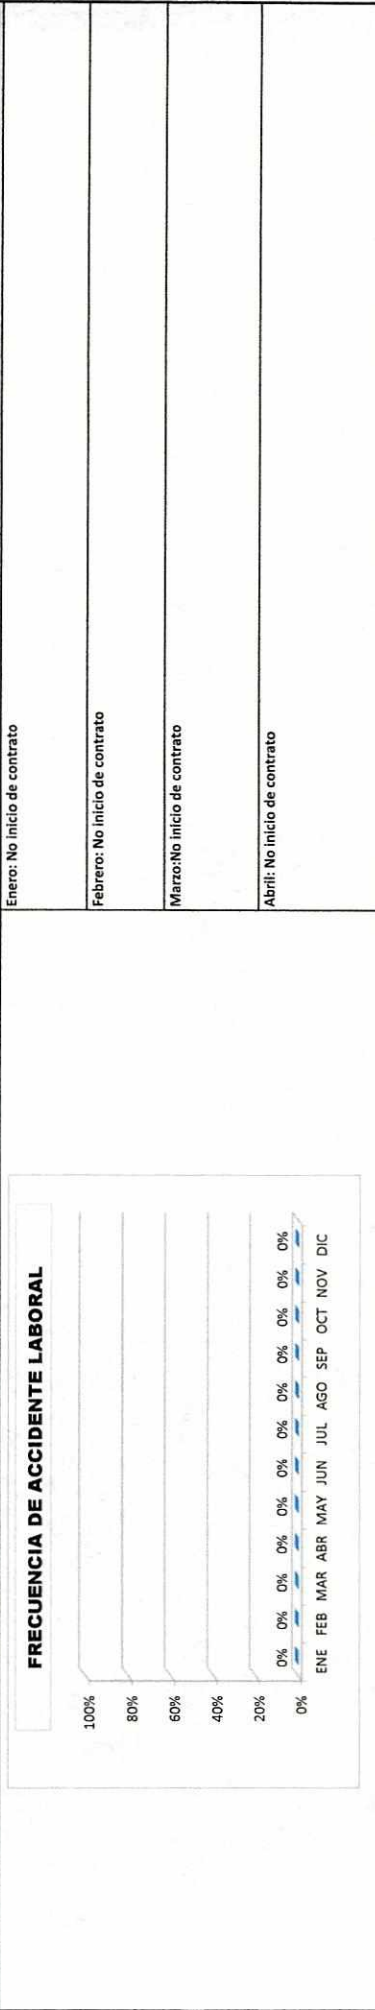 FRECUENCIA DE ACCIDENTE LABORAL
100%
80%
60%
40%
20%
0%
0% 0% 0% 0% 0% 0% 0% 0% 0% 0% 0% 0%
ENE FEB MAR ABR MAY JUN JUL AGO SEP OCT NOV DIC
Enero: No inicio de contrato
Febrero: No inicio de contrato
Marzo:No inicio de contrato
Abril: No inicio de contrato